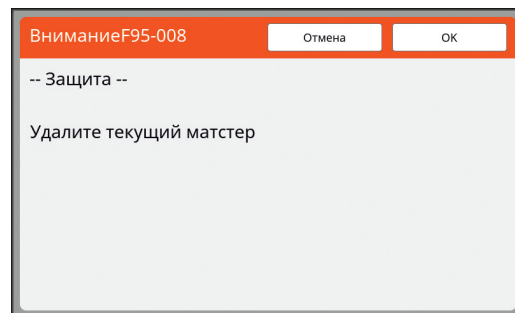 ВниманиеF95-008
Отмена
OK
-- Защита --
Удалите текущий матстер